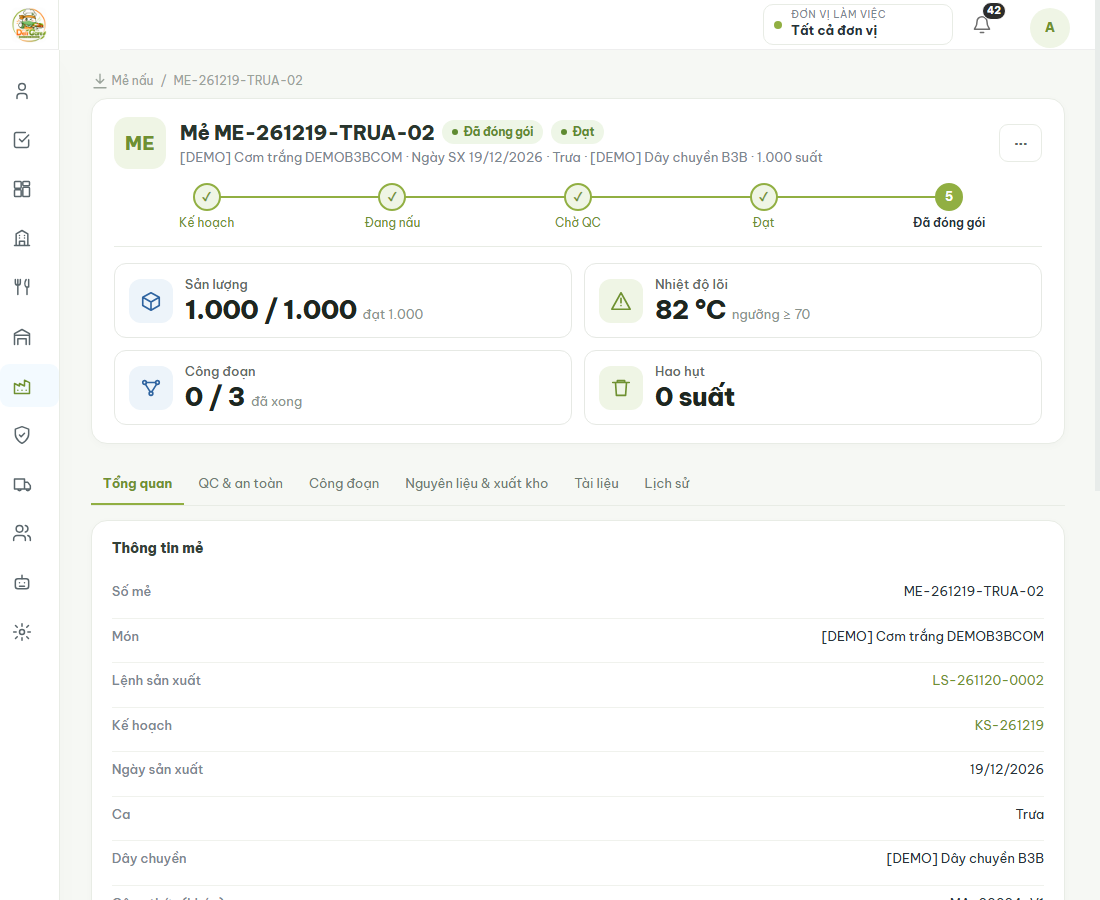 ĐƠN VỊ LÀM VIỆC
Tất cả đơn vị
42
A
Mẻ nấu / ME-261219-TRUA-02
ME
Mẻ ME-261219-TRUA-02
Đã đóng gói
Đạt
[DEMO] Cơm trắng DEMOB3BCOM · Ngày SX 19/12/2026 · Trưa · [DEMO] Dây chuyền B3B · 1.000 suất
...
✓ ✓ ✓ ✓ 5
Kế hoạch
Đang nấu
Chờ QC
Đạt
Đã đóng gói
Sản lượng
1.000 / 1.000 đạt 1.000
Nhiệt độ lõi
82 °C ngưỡng ≥ 70
Công đoạn
0 / 3 đã xong
Hao hụt
0 suất
Tổng quan
QC & an toàn
Công đoạn
Nguyên liệu & xuất kho
Tài liệu
Lịch sử
Thông tin mẻ
Số mẻ
ME-261219-TRUA-02
Món
[DEMO] Cơm trắng DEMOB3BCOM
Lệnh sản xuất
LS-261120-0002
Kế hoạch
KS-261219
Ngày sản xuất
19/12/2026
Ca
Trưa
Dây chuyền
[DEMO] Dây chuyền B3B